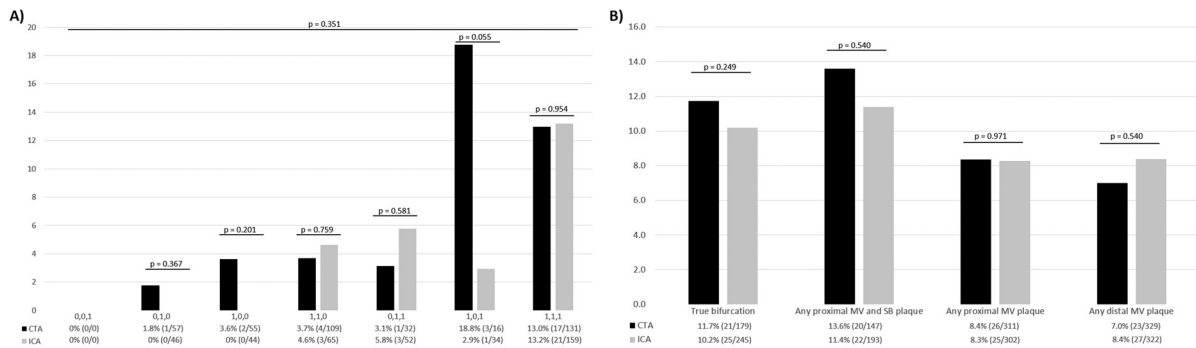 A)
p = 0.351
20
18
16
14
12
10
8
6
4
2
0
p = 0.367
p = 0.201
p = 0.759
p = 0.581
p = 0.055
p = 0.954
0,0,1 0,1,0 1,0,0 1,1,0 0,1,1 1,0,1 1,1,1
CTA 0% (0/0) 1.8% (1/57) 3.6% (2/55) 3.7% (4/109) 3.1% (1/32) 18.8% (3/16) 13.0% (17/131)
ICA 0% (0/0) 0% (0/46) 0% (0/44) 4.6% (3/65) 5.8% (3/52) 2.9% (1/34) 13.2% (21/159)
B)
16.0
14.0
12.0
10.0
8.0
6.0
4.0
2.0
0.0
p = 0.249
p = 0.540
p = 0.971
p = 0.540
True bifurcation Any proximal MV and SB plaque Any proximal MV plaque Any distal MV plaque
CTA 11.7% (21/179) 13.6% (20/147) 8.4% (26/311) 7.0% (23/329)
ICA 10.2% (25/245) 11.4% (22/193) 8.3% (25/302) 8.4% (27/322)